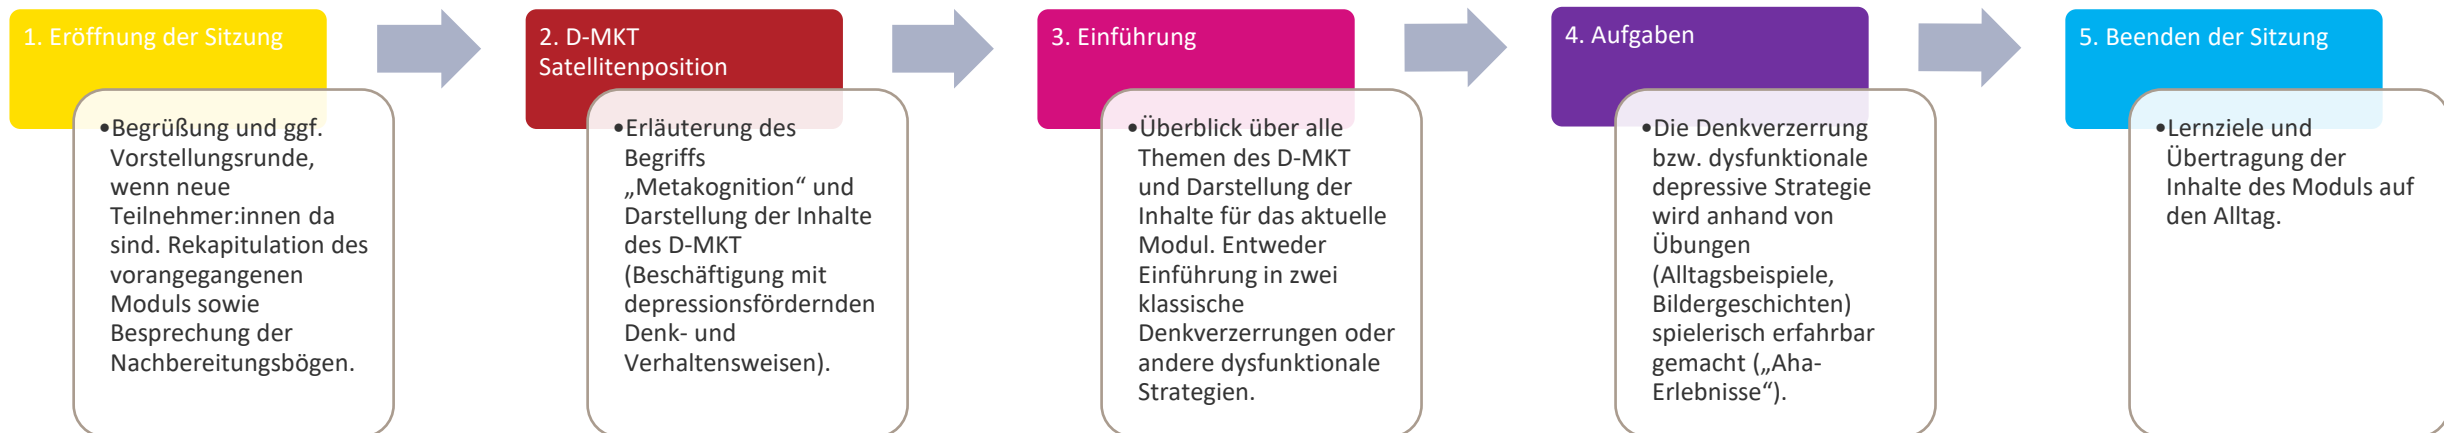 1. Eröffnung der Sitzung
•Begrüßung und ggf.
Vorstellungsrunde,
wenn neue
Teilnehmer:innen da
sind. Rekapitulation des
vorangegangenen
Moduls sowie
Besprechung der
Nachbereitungsbögen.
2. D-MKT
Satellitenposition
•Erläuterung des
Begriffs
„Metakognition“ und
Darstellung der Inhalte
des D-MKT
(Beschäftigung mit
depressionsfördernden
Denk- und
Verhaltensweisen).
3. Einführung
•Überblick über alle
Themen des D-MKT
und Darstellung der
Inhalte für das aktuelle
Modul. Entweder
Einführung in zwei
klassische
Denkverzerrungen oder
andere dysfunktionale
Strategien.
4. Aufgaben
•Die Denkverzerrung
bzw. dysfunktionale
depressive Strategie
wird anhand von
Übungen
(Alltagsbeispiele,
Bildergeschichten)
spielerisch erfahrbar
gemacht („Aha-
Erlebnisse“).
5. Beenden der Sitzung
•Lernziele und
Übertragung der
Inhalte des Moduls auf
den Alltag.